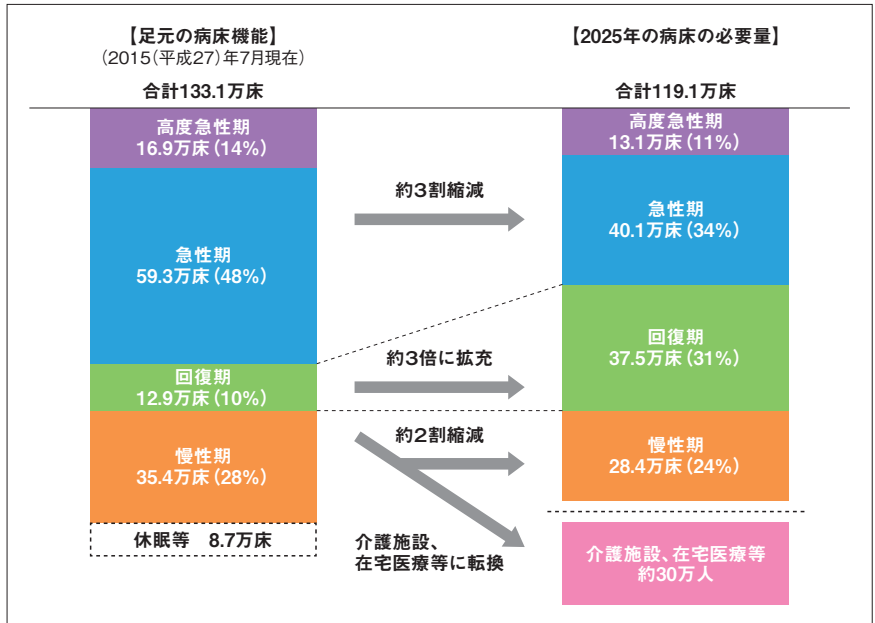 【足元の病床機能】
(2015(平成27)年7月現在)
合計133.1万床
高度急性期
16.9万床(14%)
急性期
59.3万床(48%)
回復期
12.9万床(10%)
慢性期
35.4万床(28%)
休眠等　8.7万床
約3割縮減
約3倍に拡充
約2割縮減
介護施設、
在宅医療等に転換
【2025年の病床の必要量】
合計119.1万床
高度急性期
13.1万床(11%)
急性期
40.1万床(34%)
回復期
37.5万床(31%)
慢性期
28.4万床(24%)
介護施設、在宅医療等
約30万人